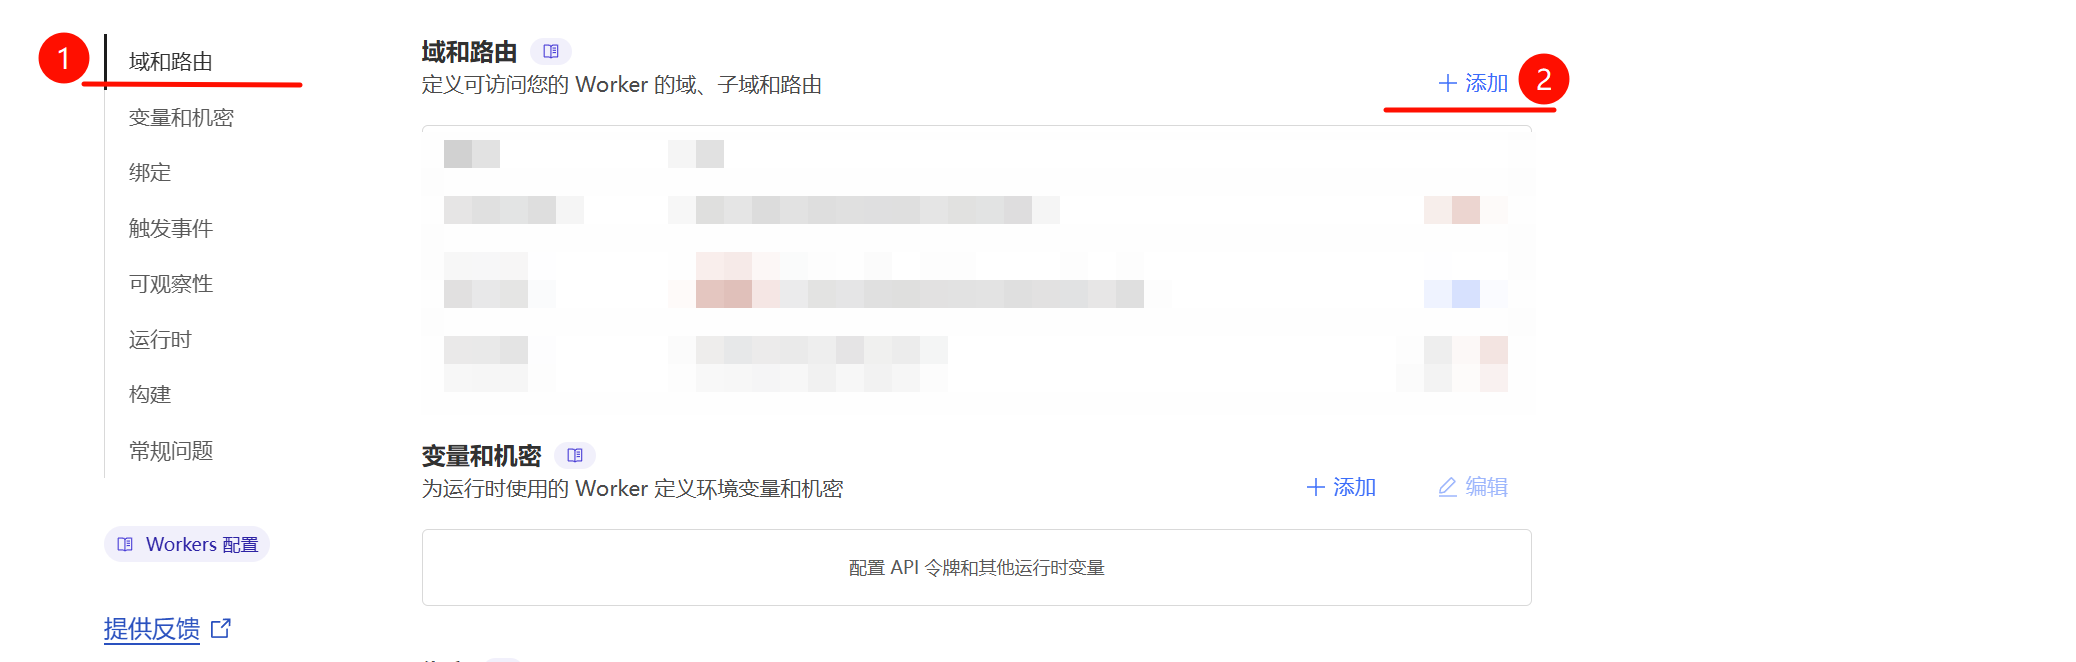 1
域和路由
变量和机密
绑定
触发事件
可观察性
运行时
构建
常规问题
Workers 配置
提供反馈
域和路由
定义可访问您的 Worker 的域、子域和路由
添加
2
变量和机密
为运行时使用的 Worker 定义环境变量和机密
添加 编辑
配置 API 令牌和其他运行时变量